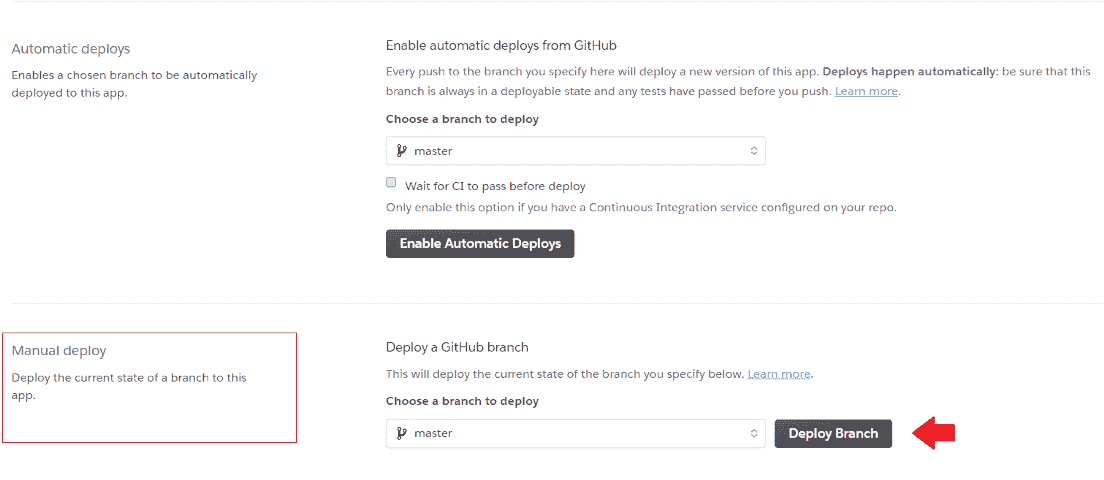 Automatic deploys
Enables a chosen branch to be automatically
deployed to this app.
Enable automatic deploys from GitHub
Every push to the branch you specify here will deploy a new version of this app. Deploys happen automatically: be sure that this
branch is always in a deployable state and any tests have passed before you push. Learn more.
Choose a branch to deploy
master
Wait for CI to pass before deploy
Only enable this option if you have a Continuous Integration service configured on your repo.
Enable Automatic Deploys
Manual deploy
Deploy the current state of a branch to this
app.
Deploy a GitHub branch
This will deploy the current state of the branch you specify below. Learn more.
Choose a branch to deploy
master
Deploy Branch